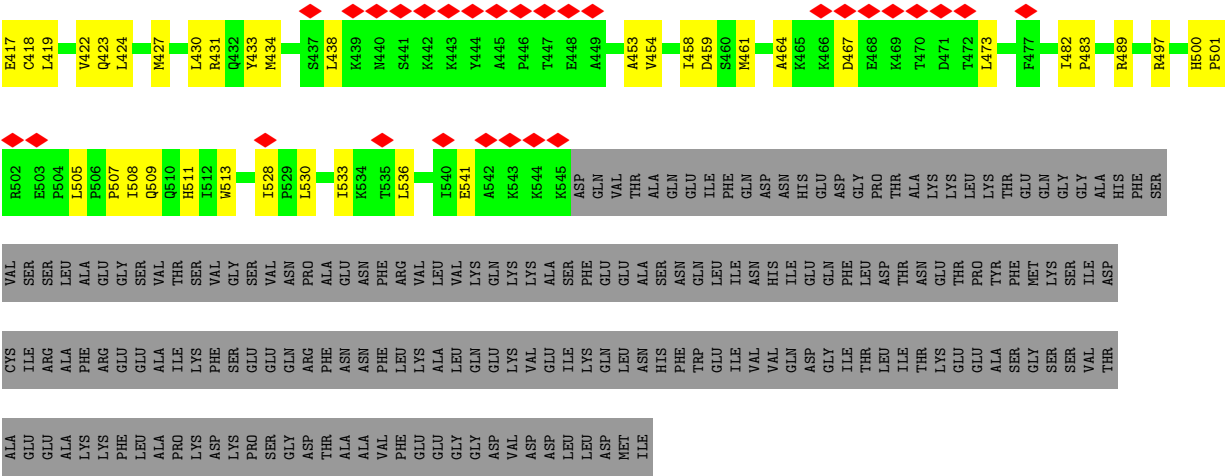 E417 C418 L419 V422 Q423 L424 M427 L430 R431 Q432 Y433 M434 S437 L438 K439 N440 S441 K442 K443 Y444 A445 P446 T447 E448 A449 A453 V454 I458 D459 S460 M461 A464 K465 K466 D467 E468 K469 T470 D471 T472 L473 F477 I482 P483 R489 R497 H500 P501
R502 E503 P504 L505 P506 P507 I508 Q509 Q510 H511 I512 W513 I528 P529 L530 I533 K534 T535 L536 I540 E541 A542 K543 K544 K545 ASP GLN VAL THR ALA GLN GLU ILE PHE GLN ASP ASN HIS GLU ASP GLY PRO THR ALA LYS LYS LEU LYS THR GLU GLN GLY GLY ALA HIS PHE SER
VAL SER SER LEU ALA GLU GLY SER VAL THR SER VAL GLY SER VAL ASN PRO ALA GLU ASN PHE ARG VAL LEU VAL LYS GLN LYS LYS ALA SER PHE GLU GLU ALA SER ASN GLN LEU ILE ASN HIS ILE GLU GLN PHE LEU ASP THR ASN GLU THR PRO TYR PHE MET LYS SER ILE ASP
CYS ILE ARG ALA PHE ARG GLU GLU ALA ILE LYS PHE SER GLU GLU GLN ARG PHE ASN ASN PHE LEU LYS ALA LEU GLN GLU LYS VAL GLU ILE LYS GLN LEU ASN HIS PHE TRP GLU ILE VAL VAL GLN ASP GLY ILE THR LEU ILE THR LYS GLU GLU ALA SER GLY SER SER VAL THR
ALA GLU GLU ALA LYS LYS PHE LEU ALA PRO LYS ASP LYS PRO SER GLY ASP THR ALA ALA VAL PHE GLU GLU GLY GLY ASP VAL ASP ASP LEU LEU ASP MET ILE